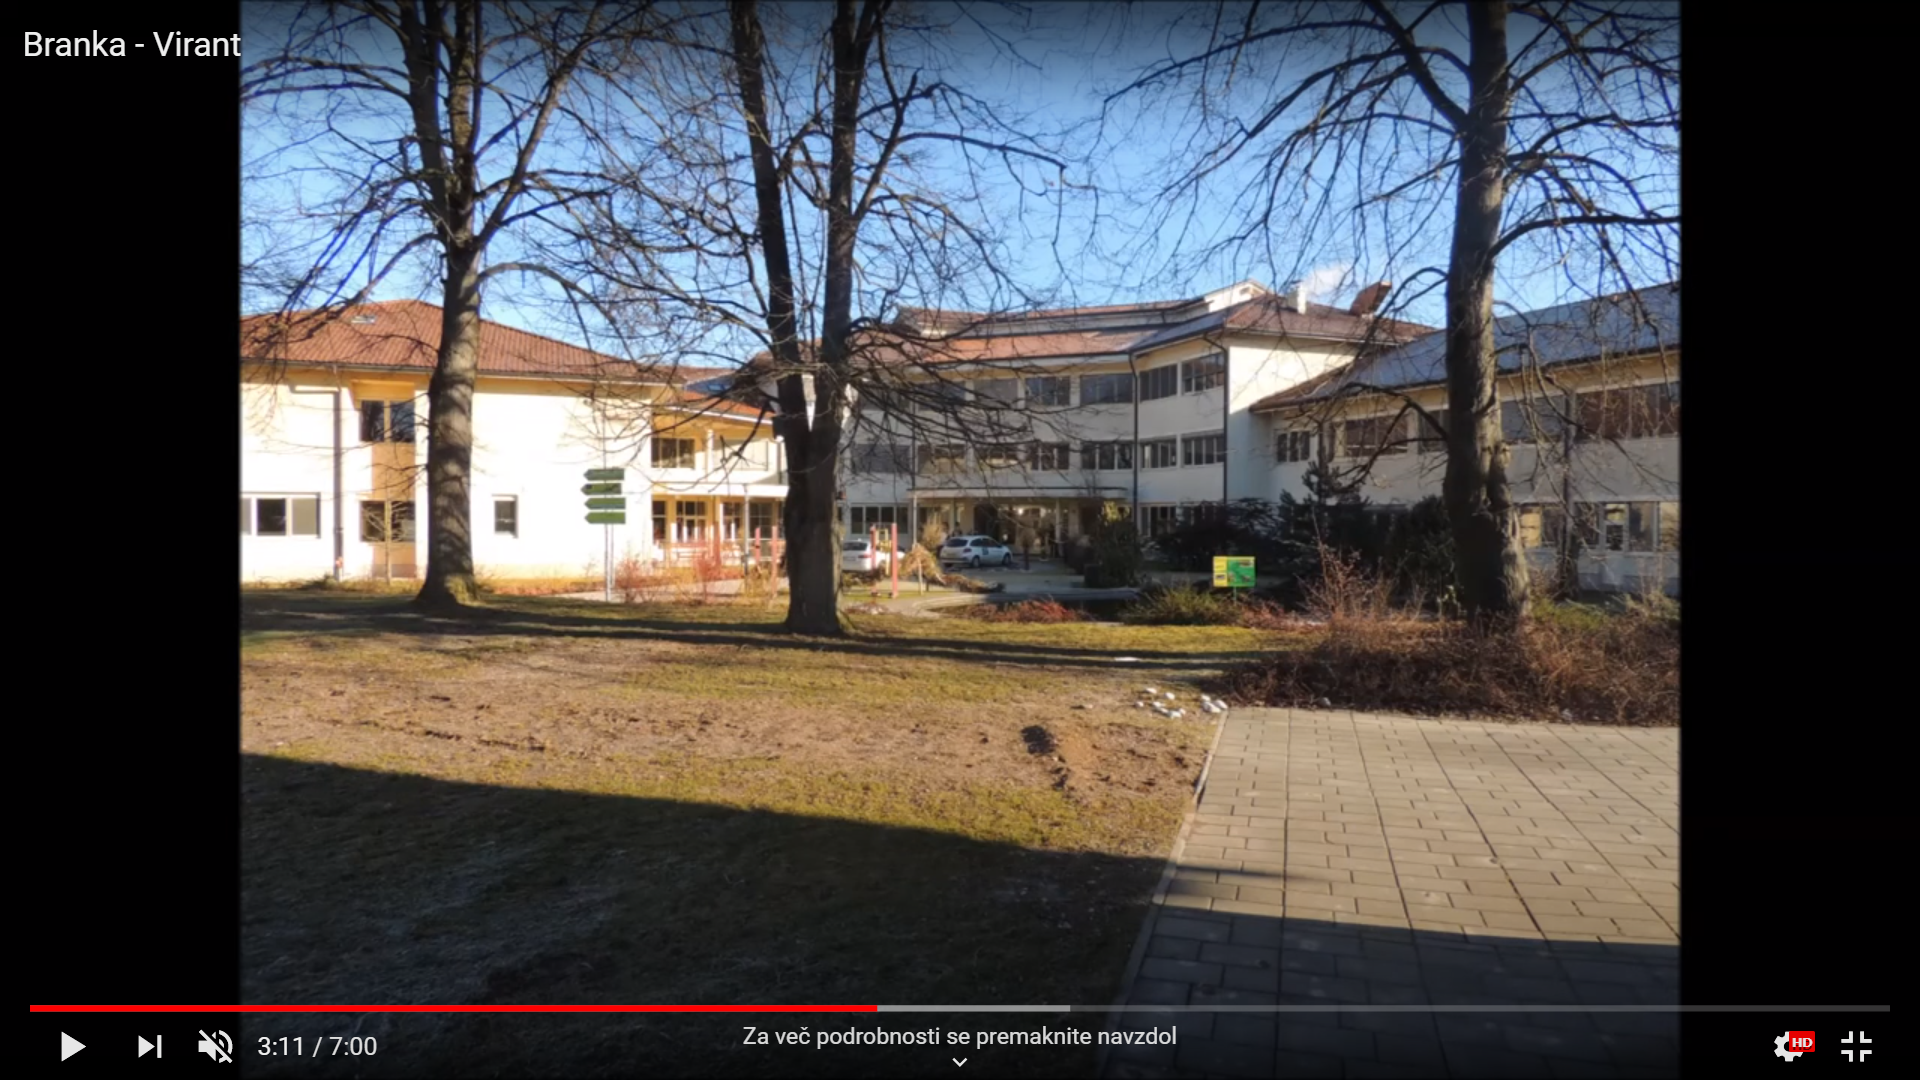 Branka - Virant
3:11 / 7:00
Za več podrobnosti se premaknite navzdol
HD